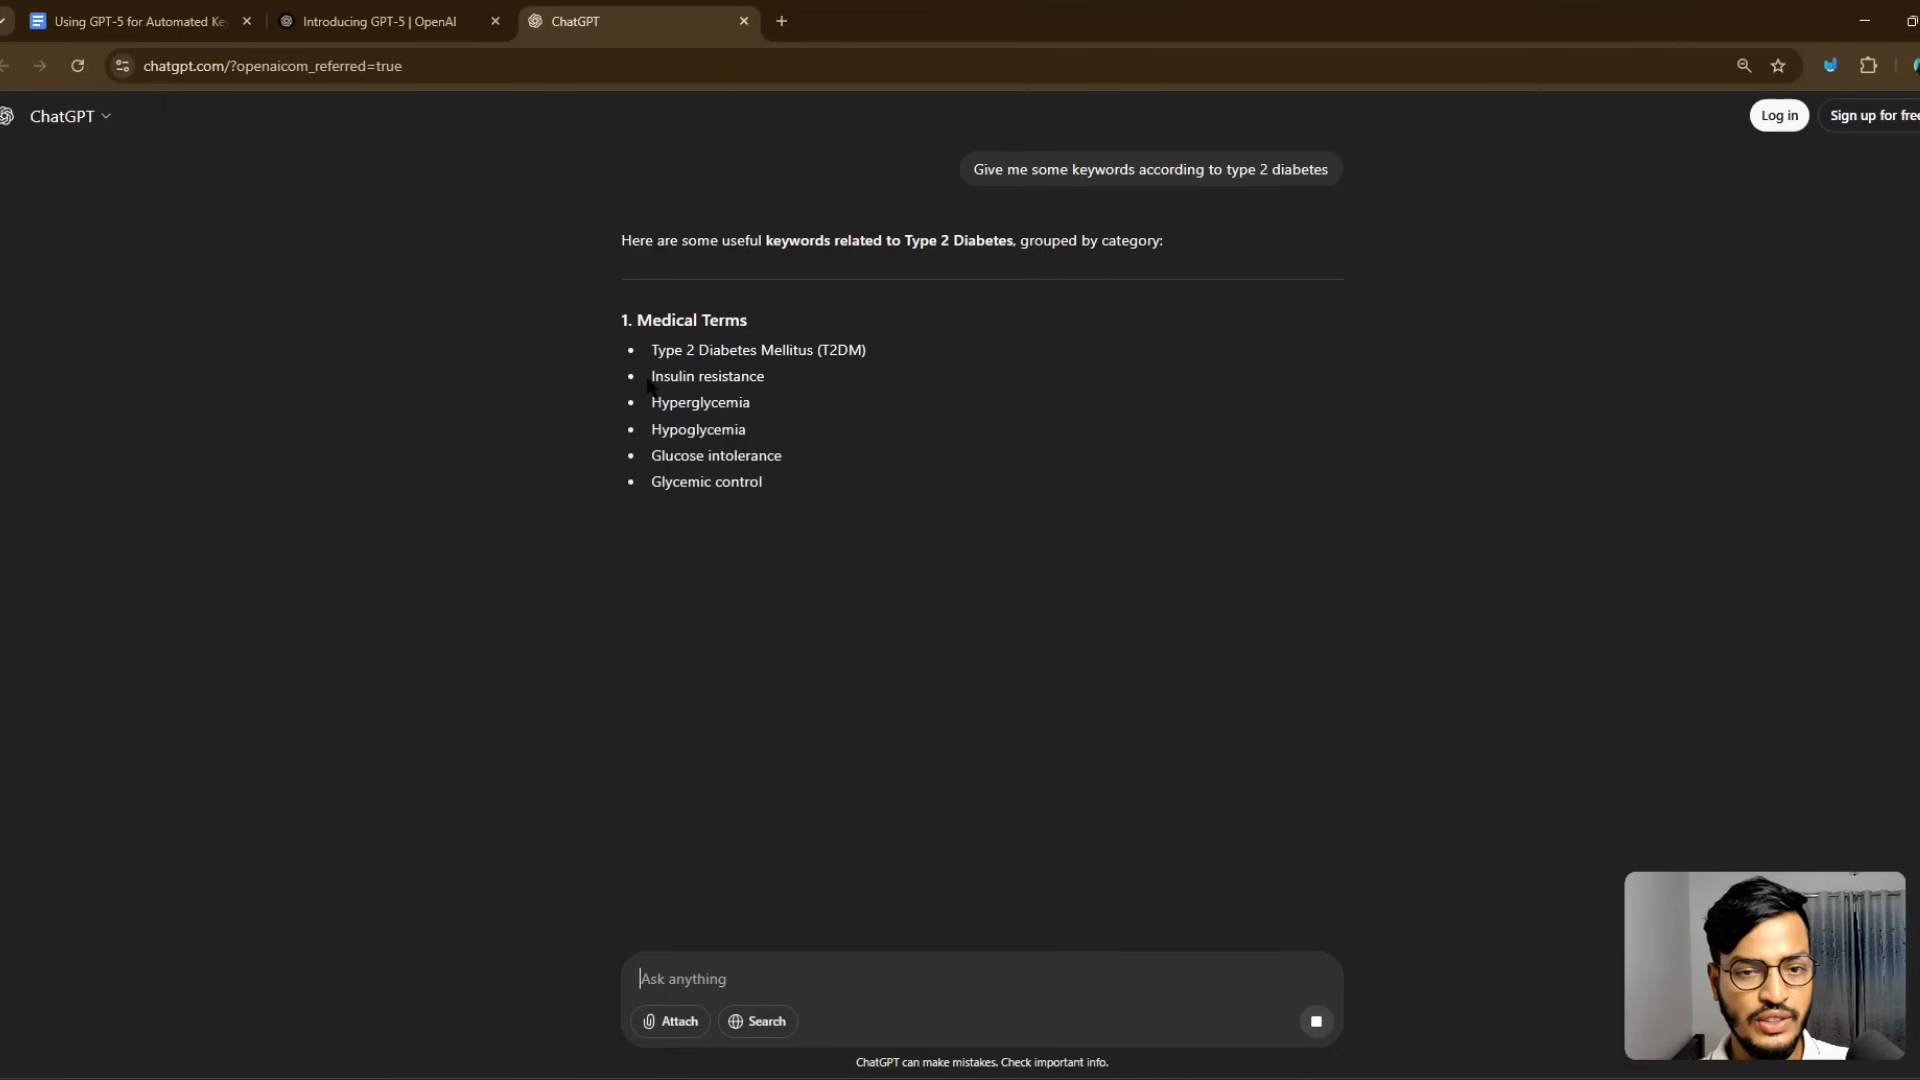 Using GPT-5 for Automated Ke
Introducing GPT-5 | OpenAI
ChatGPT
chatgpt.com/?openaicom_referred=true
ChatGPT
Log in
Sign up for free
Give me some keywords according to type 2 diabetes
Here are some useful keywords related to Type 2 Diabetes, grouped by category:
1. Medical Terms
• Type 2 Diabetes Mellitus (T2DM)
• Insulin resistance
• Hyperglycemia
• Hypoglycemia
• Glucose intolerance
• Glycemic control
Ask anything
Attach
Search
ChatGPT can make mistakes. Check important info.